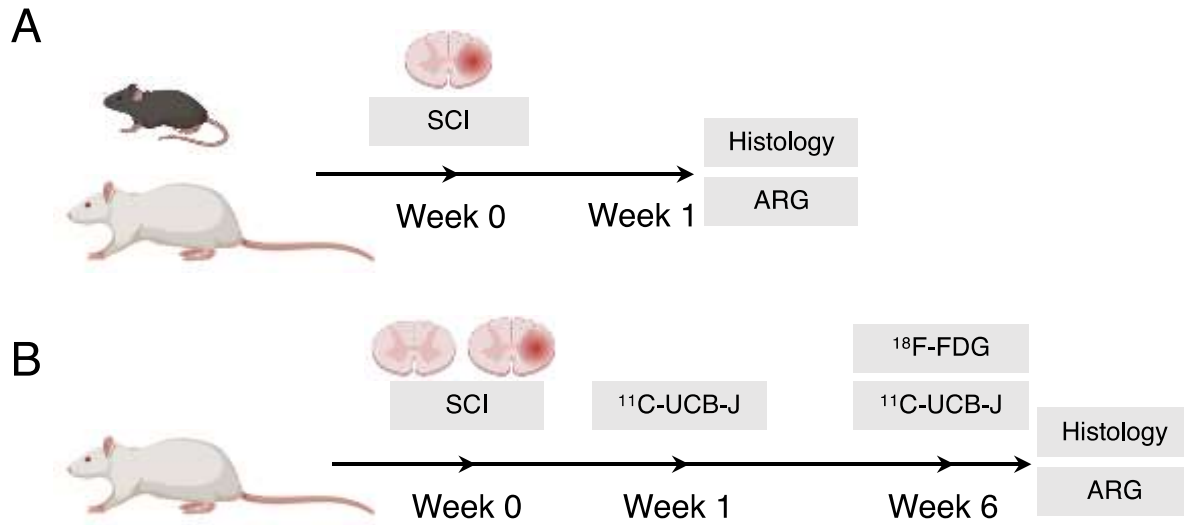 A
SCI
Histology
ARG
Week 0
Week 1
B
¹⁸F-FDG
SCI
¹¹C-UCB-J
¹¹C-UCB-J
Histology
ARG
Week 0
Week 1
Week 6